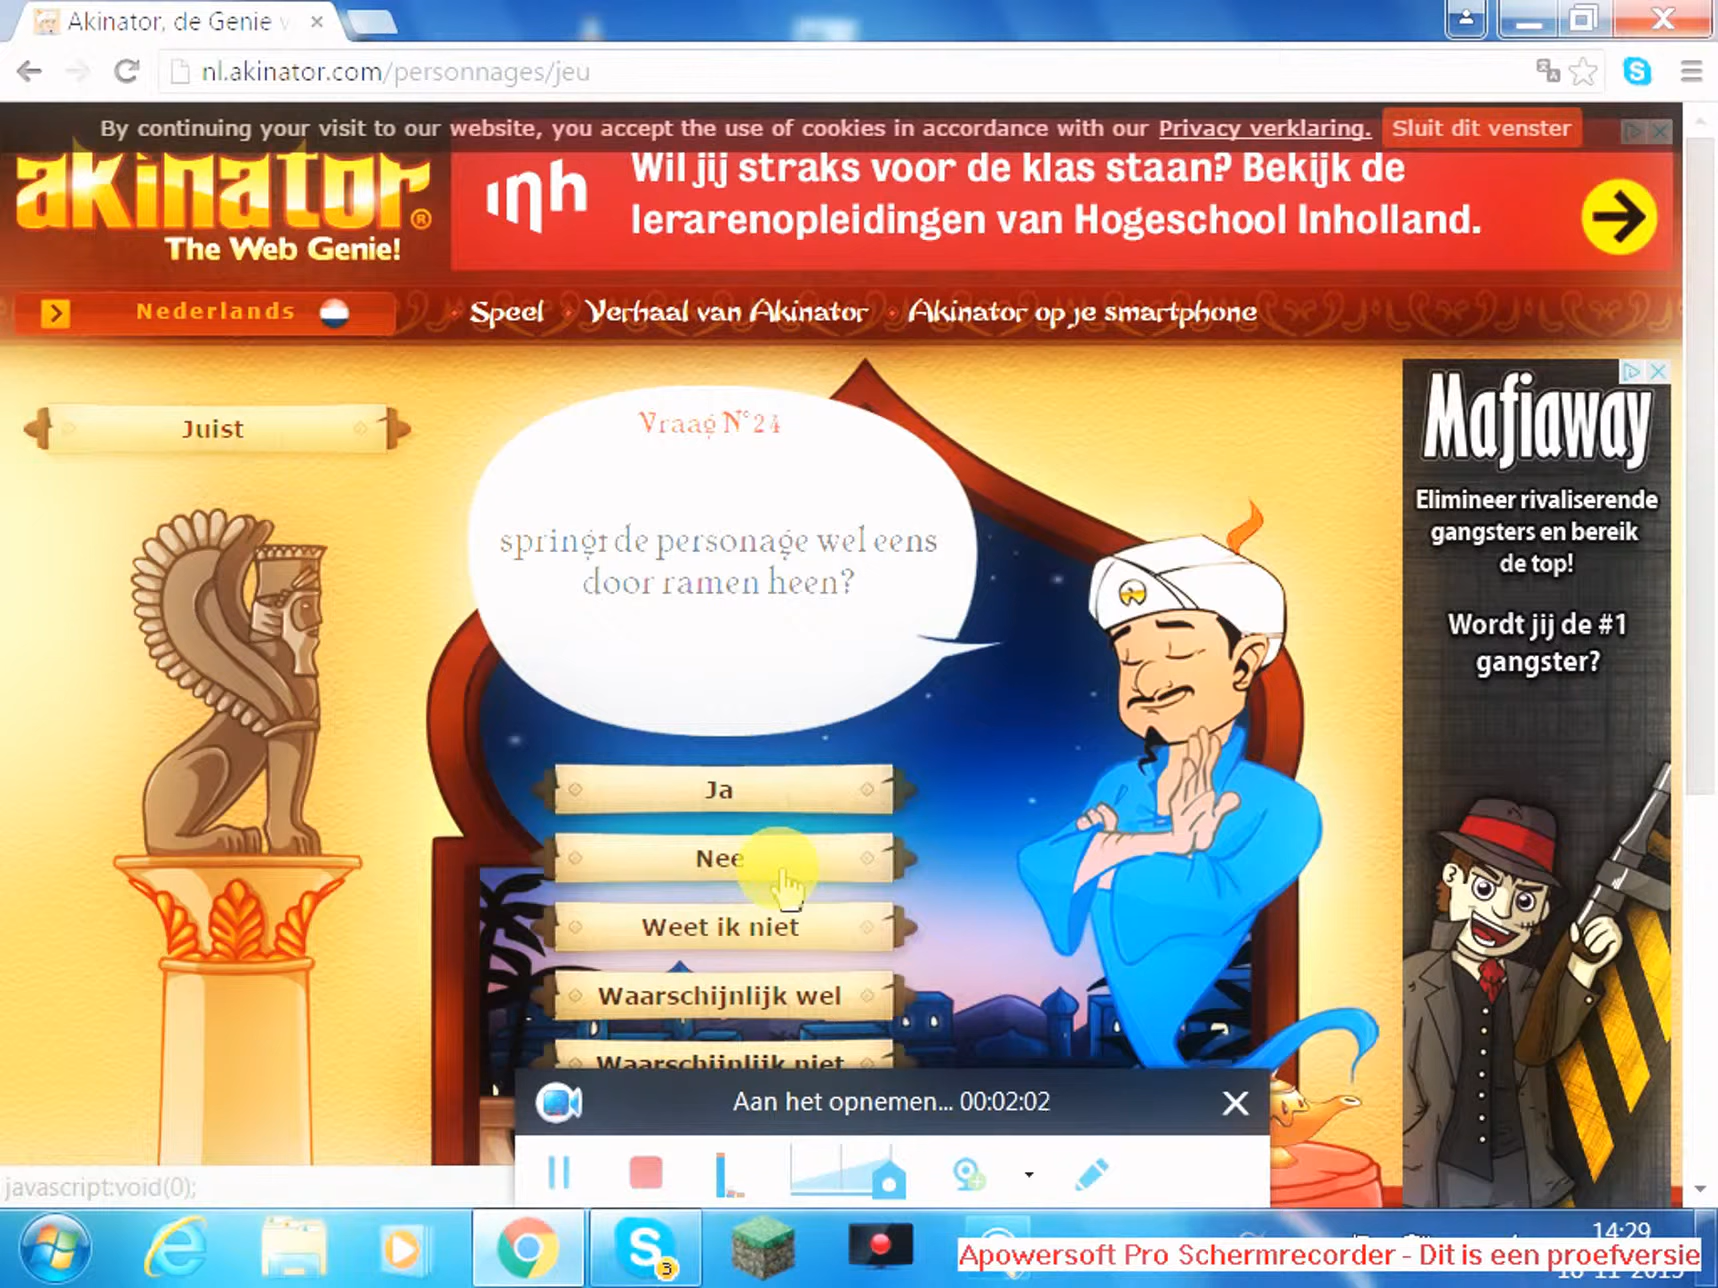 Akinator, de Genie v
nl.akinator.com/personnages/jeu
By continuing your visit to our website, you accept the use of cookies in accordance with our Privacy verklaring.
Sluit dit venster
akinator®
The Web Genie!
inh
Wil jij straks voor de klas staan? Bekijk de
lerarenopleidingen van Hogeschool Inholland.
Nederlands
Speel
Verhaal van Akinator
Akinator op je smartphone
Juist
Vraag N° 24
springt de personage wel eens
door ramen heen?
Ja
Nee
Weet ik niet
Waarschijnlijk wel
Waarschijnlijk niet
Mafiaway
Elimineer rivaliserende
gangsters en bereik
de top!
Wordt jij de #1
gangster?
Aan het opnemen... 00:02:02
javascript:void(0);
3
14:29
Apowersoft Pro Schermrecorder - Dit is een proefversie